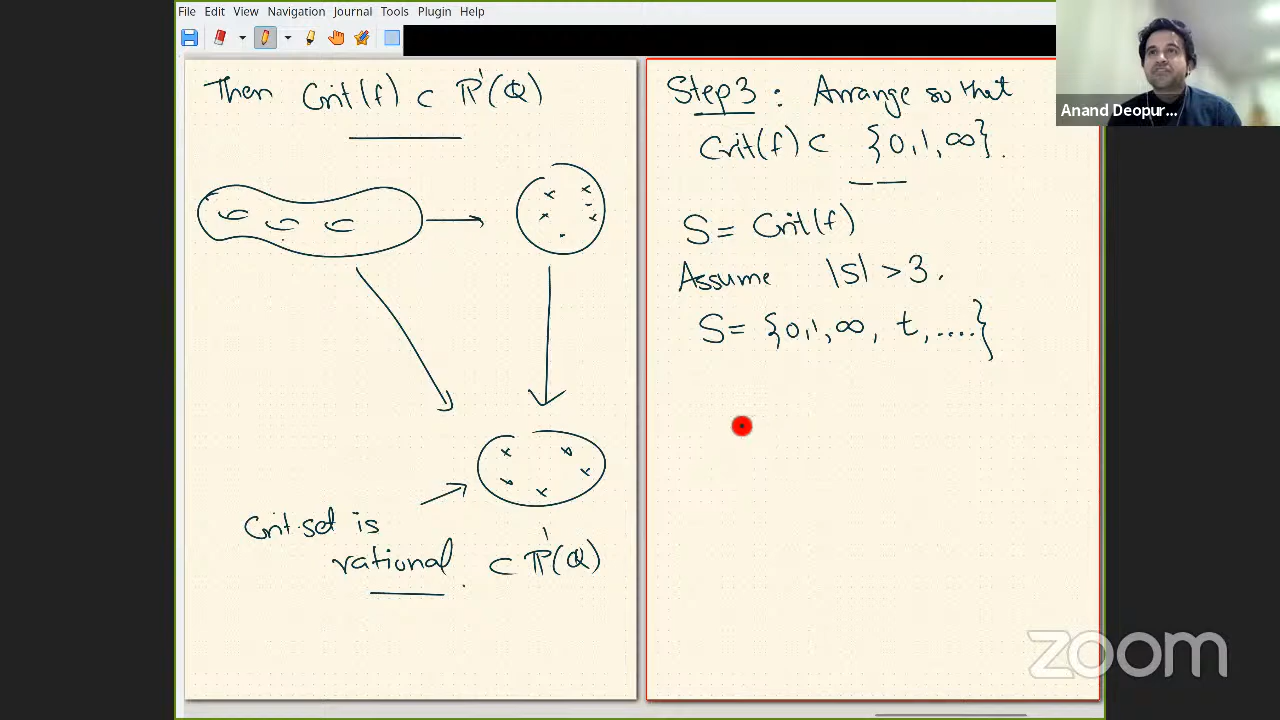 File Edit View Navigation Journal Tools Plugin Help
Anand Deopur...
Then Crit(f) ⊂ ℙ¹(ℚ)
Crit. set is
rational. ⊂ ℙ¹(ℚ)
Step 3 : Arrange so that
Crit(f) ⊂ {0, 1, ∞}.
S = Crit(f)
Assume |S| > 3.
S = {0, 1, ∞, t, ....}
zoom